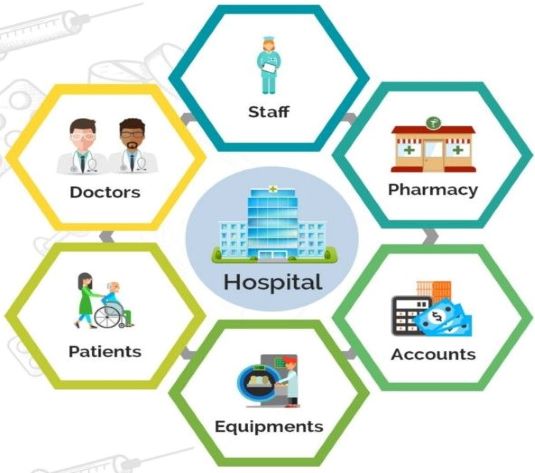 Staff
Doctors
Pharmacy
Hospital
Patients
Accounts
Equipments